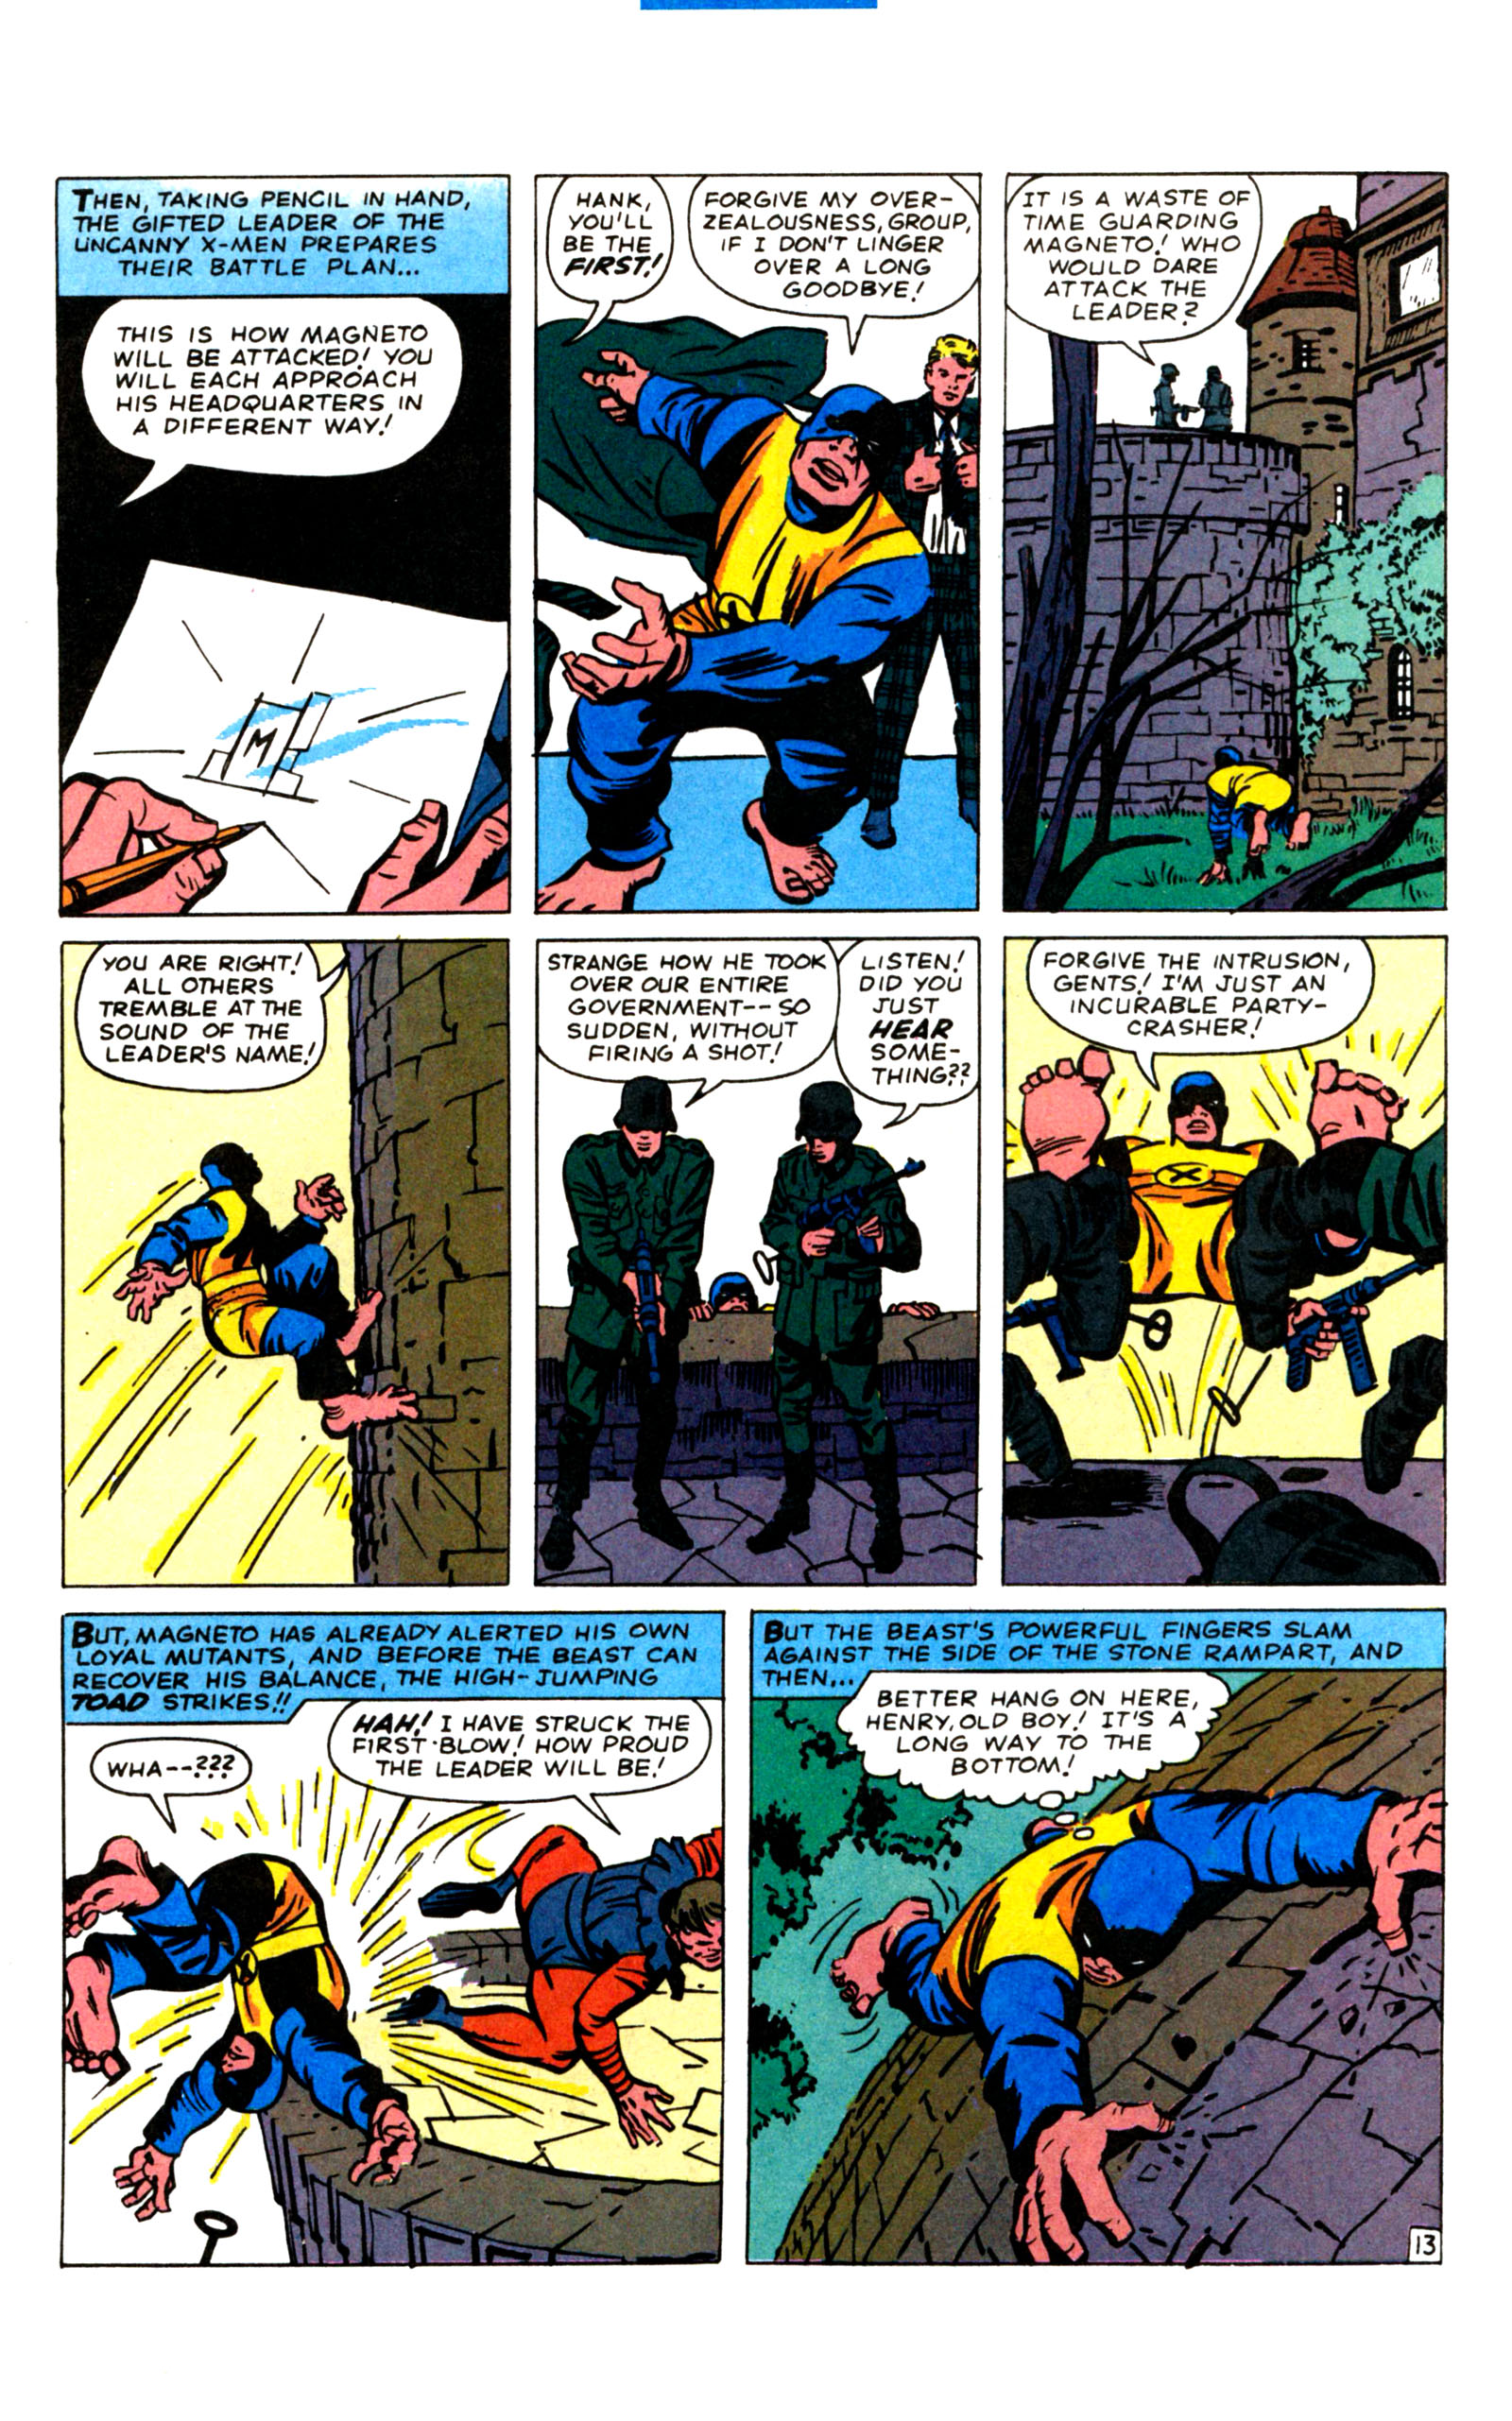 THEN, TAKING PENCIL IN HAND,
THE GIFTED LEADER OF THE
UNCANNY X-MEN PREPARES
THEIR BATTLE PLAN...
THIS IS HOW MAGNETO
WILL BE ATTACKED! YOU
WILL EACH APPROACH
HIS HEADQUARTERS IN
A DIFFERENT WAY!
M
HANK,
YOU'LL
BE THE
FIRST!
FORGIVE MY OVER-
ZEALOUSNESS, GROUP,
IF I DON'T LINGER
OVER A LONG
GOODBYE!
X
IT IS A WASTE OF
TIME GUARDING
MAGNETO! WHO
WOULD DARE
ATTACK THE
LEADER?
YOU ARE RIGHT!
ALL OTHERS
TREMBLE AT THE
SOUND OF THE
LEADER'S NAME!
STRANGE HOW HE TOOK
OVER OUR ENTIRE
GOVERNMENT-- SO
SUDDEN, WITHOUT
FIRING A SHOT!
LISTEN!
DID YOU
JUST
HEAR
SOME-
THING??
FORGIVE THE INTRUSION,
GENTS! I'M JUST AN
INCURABLE PARTY-
CRASHER!
X
BUT, MAGNETO HAS ALREADY ALERTED HIS OWN
LOYAL MUTANTS, AND BEFORE THE BEAST CAN
RECOVER HIS BALANCE, THE HIGH-JUMPING
TOAD STRIKES!!
WHA--???
HAH! I HAVE STRUCK THE
FIRST BLOW! HOW PROUD
THE LEADER WILL BE!
X
BUT THE BEAST'S POWERFUL FINGERS SLAM
AGAINST THE SIDE OF THE STONE RAMPART, AND
THEN...
BETTER HANG ON HERE,
HENRY, OLD BOY! IT'S A
LONG WAY TO THE
BOTTOM!
13